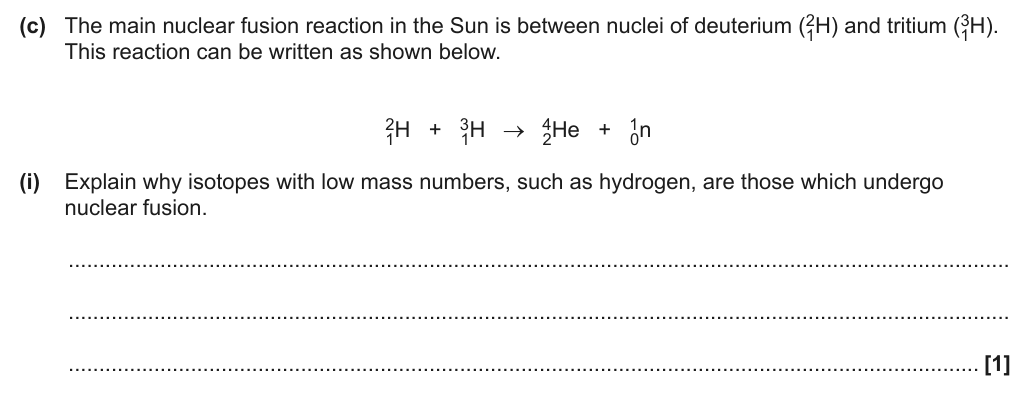 (c) The main nuclear fusion reaction in the Sun is between nuclei of deuterium (²₁H) and tritium (³₁H).
This reaction can be written as shown below.
²₁H + ³₁H → ⁴₂He + ¹₀n
(i) Explain why isotopes with low mass numbers, such as hydrogen, are those which undergo
nuclear fusion.
[1]